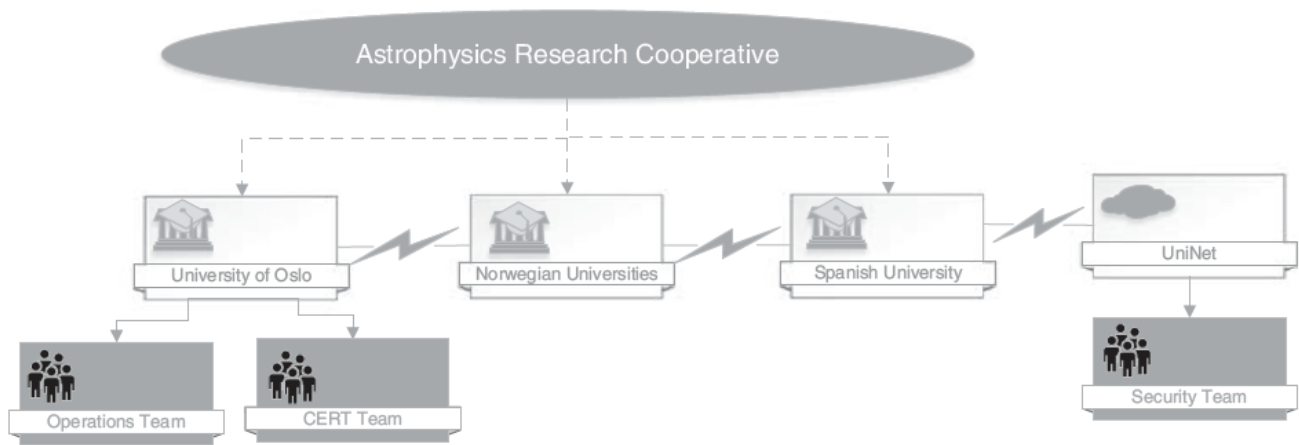 Astrophysics Research Cooperative
University of Oslo
Norwegian Universities
Spanish University
UniNet
Operations Team
CERT Team
Security Team